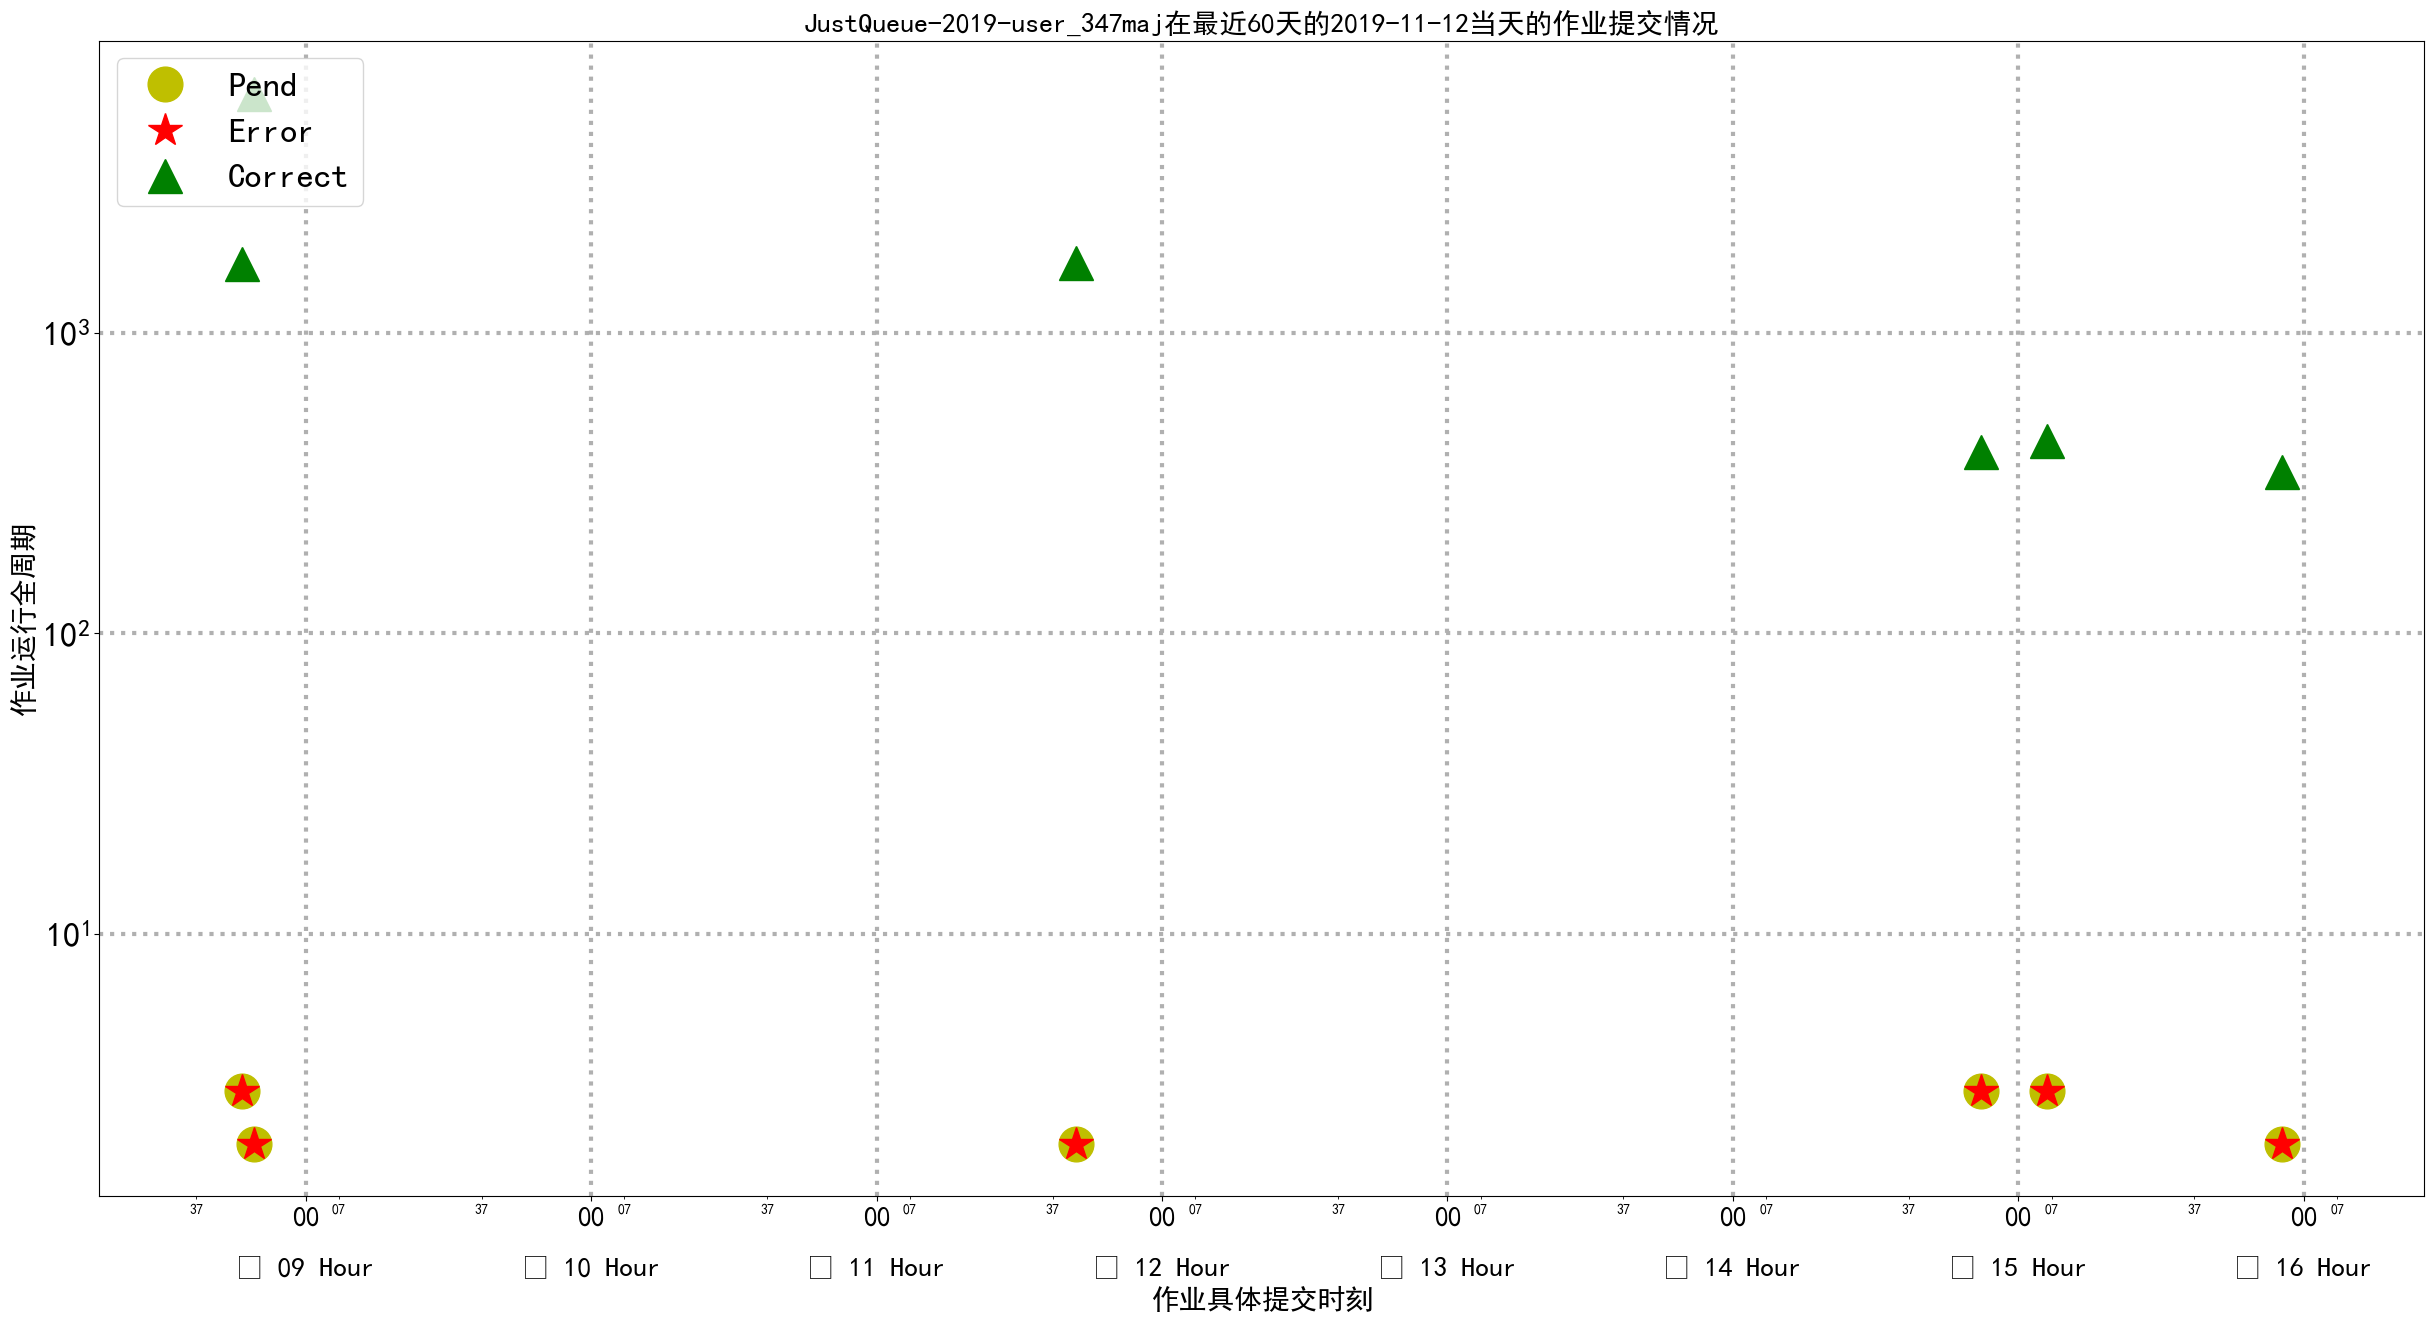 JustQueue-2019-user_347maj在最近60天的2019-11-12当天的作业提交情况
Pend
Error
Correct
作业运行全周期
10³
10²
10¹
37 00 07 37 00 07 37 00 07 37 00 07 37 00 07 37 00 07 37 00 07 37 00 07
09 Hour 10 Hour 11 Hour 12 Hour 13 Hour 14 Hour 15 Hour 16 Hour
作业具体提交时刻